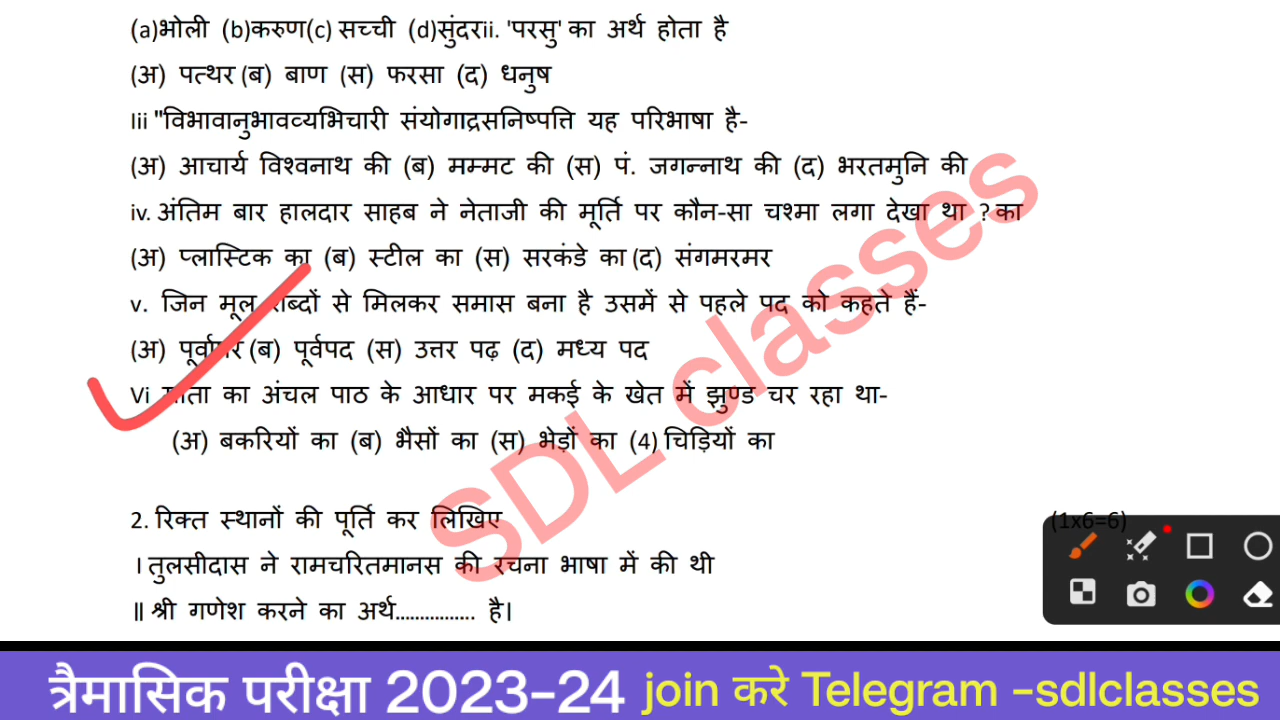 (a)भोली (b)करुण(c) सच्ची (d)सुंदरii. 'परसु' का अर्थ होता है
(अ) पत्थर (ब) बाण (स) फरसा (द) धनुष
Iii "विभावानुभावव्यभिचारी संयोगाद्रसनिष्पत्ति यह परिभाषा है-
(अ) आचार्य विश्वनाथ की (ब) मम्मट की (स) पं. जगन्नाथ की (द) भरतमुनि की
iv. अंतिम बार हालदार साहब ने नेताजी की मूर्ति पर कौन-सा चश्मा लगा देखा था ? का
(अ) प्लास्टिक का (ब) स्टील का (स) सरकंडे का (द) संगमरमर
v. जिन मूल शब्दों से मिलकर समास बना है उसमें से पहले पद को कहते हैं-
(अ) पूर्वापर (ब) पूर्वपद (स) उत्तर पढ़ (द) मध्य पद
Vi माता का अंचल पाठ के आधार पर मकई के खेत में झुण्ड चर रहा था-
(अ) बकरियों का (ब) भैसों का (स) भेड़ों का (4) चिड़ियों का
2. रिक्त स्थानों की पूर्ति कर लिखिए (1x6=6)
I तुलसीदास ने रामचरितमानस की रचना भाषा में की थी
II श्री गणेश करने का अर्थ................ है।
SDL classes
त्रैमासिक परीक्षा 2023-24 join करे Telegram -sdlclasses